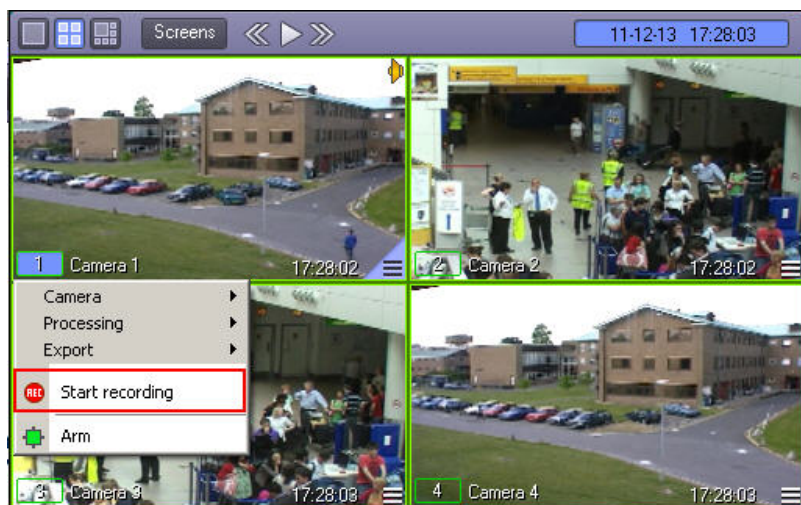 Screens
11-12-13 17:28:03
1 Camera 1 17:28:02
2 Camera 2 17:28:02
Camera
Processing
Export
REC Start recording
Arm
3 Camera 3 17:28:03
4 Camera 4 17:28:03